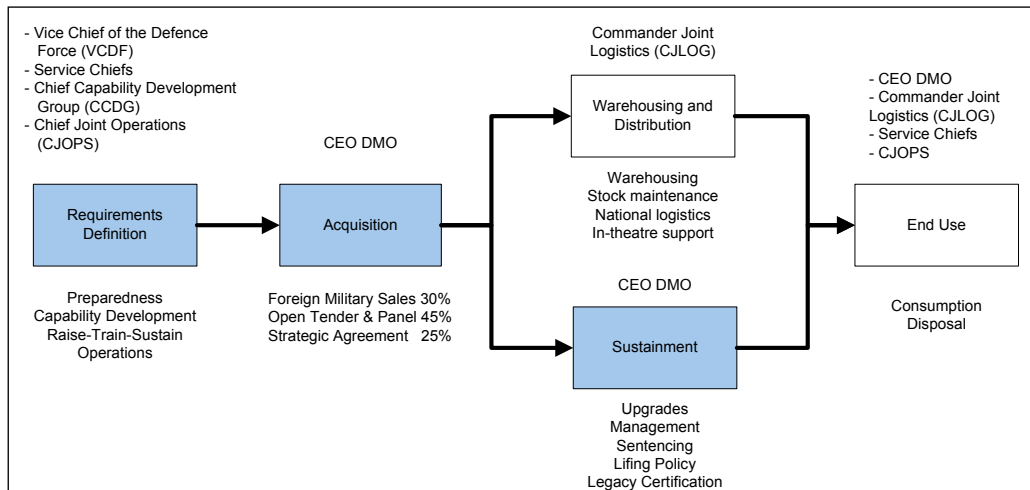 - Vice Chief of the Defence
Force (VCDF)
- Service Chiefs
- Chief Capability Development
Group (CCDG)
- Chief Joint Operations
(CJOPS)
Requirements
Definition
Preparedness
Capability Development
Raise-Train-Sustain
Operations
CEO DMO
Acquisition
Foreign Military Sales 30%
Open Tender & Panel 45%
Strategic Agreement 25%
Commander Joint
Logistics (CJLOG)
Warehousing and
Distribution
Warehousing
Stock maintenance
National logistics
In-theatre support
CEO DMO
Sustainment
Upgrades
Management
Sentencing
Lifing Policy
Legacy Certification
- CEO DMO
- Commander Joint
Logistics (CJLOG)
- Service Chiefs
- CJOPS
End Use
Consumption
Disposal